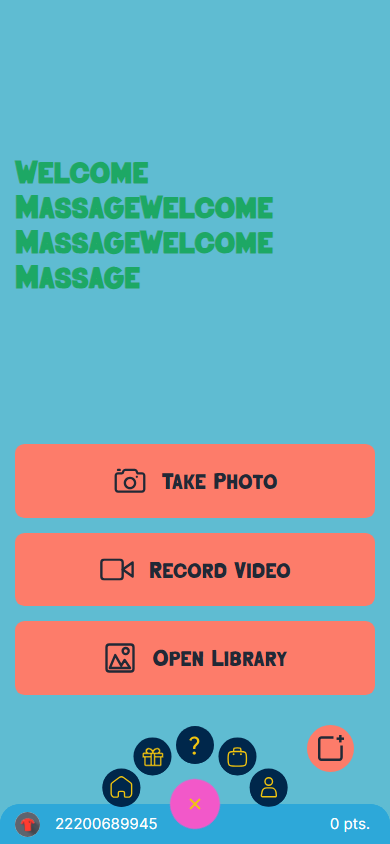 Welcome
MassageWelcome
MassageWelcome
Massage
Take Photo
Record Video
Open Library
?
22200689945
0 pts.